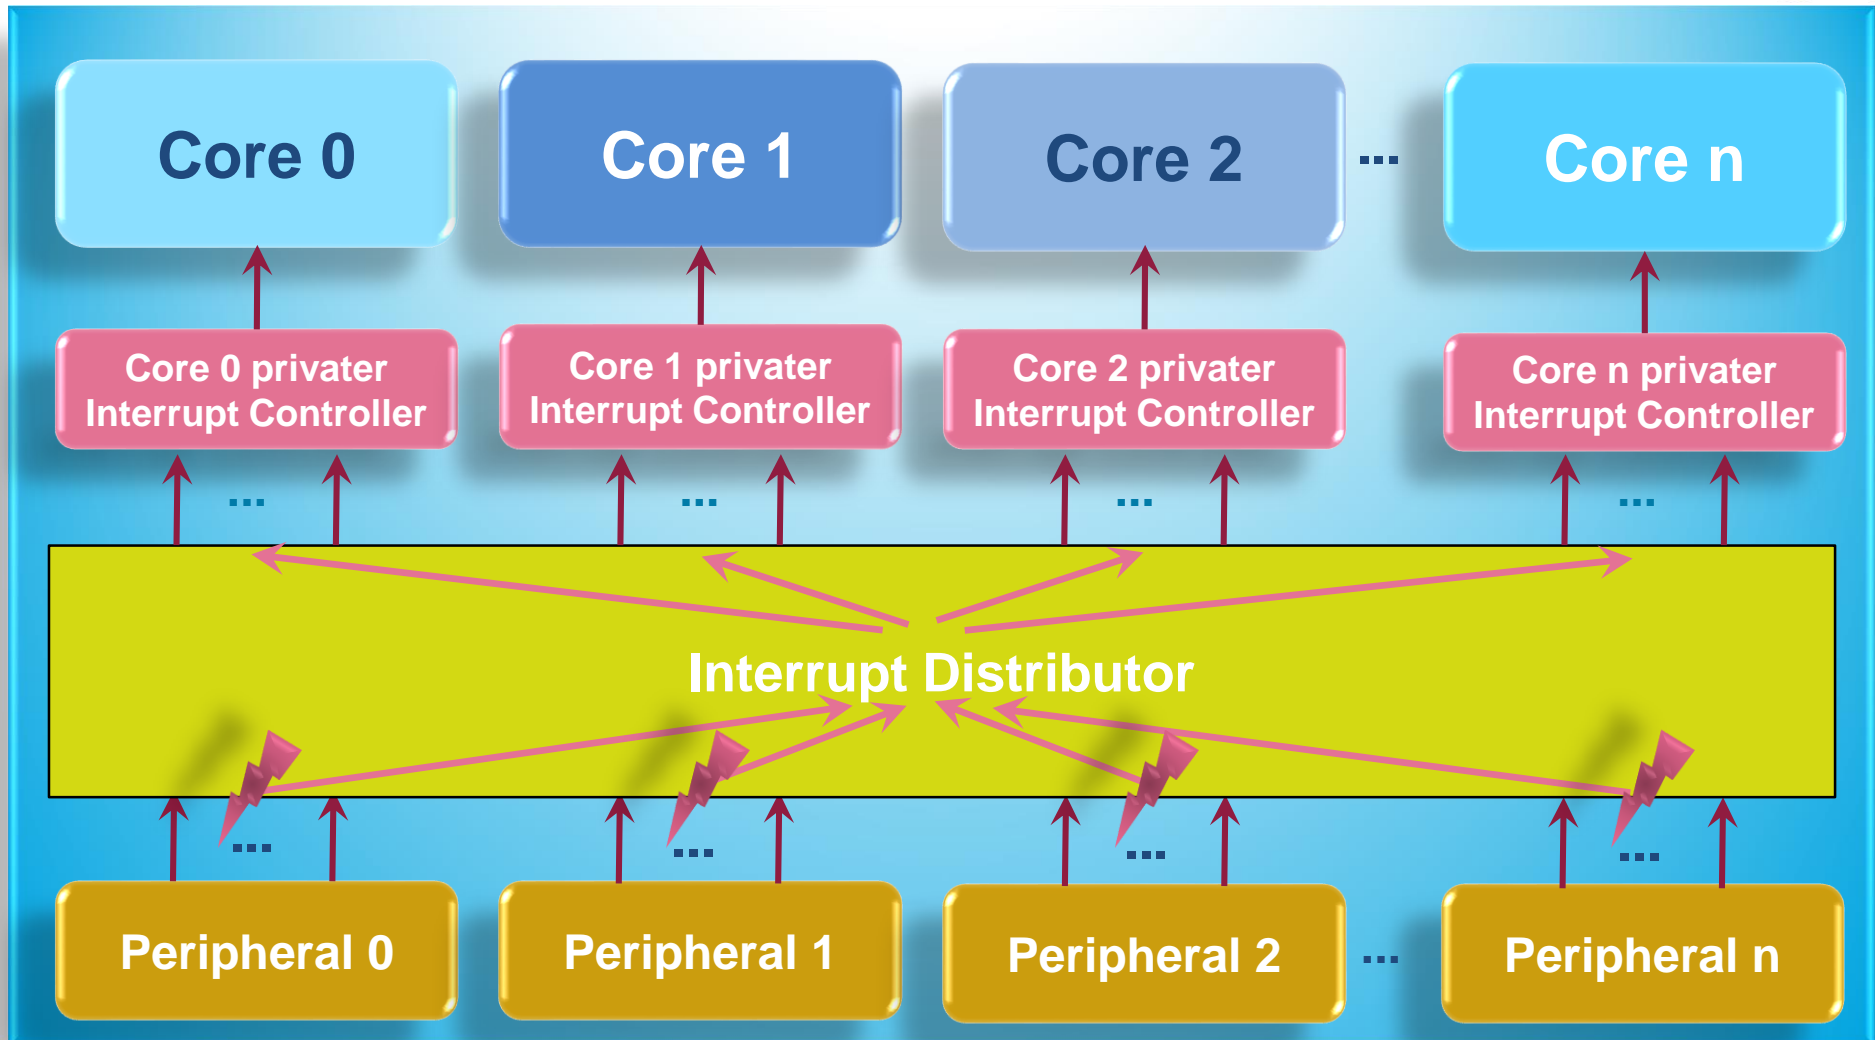 Core 0
Core 1
Core 2
...
Core n
Core 0 privater
Interrupt Controller
Core 1 privater
Interrupt Controller
Core 2 privater
Interrupt Controller
Core n privater
Interrupt Controller
...
...
...
...
Interrupt Distributor
...
...
...
...
Peripheral 0
Peripheral 1
Peripheral 2
...
Peripheral n